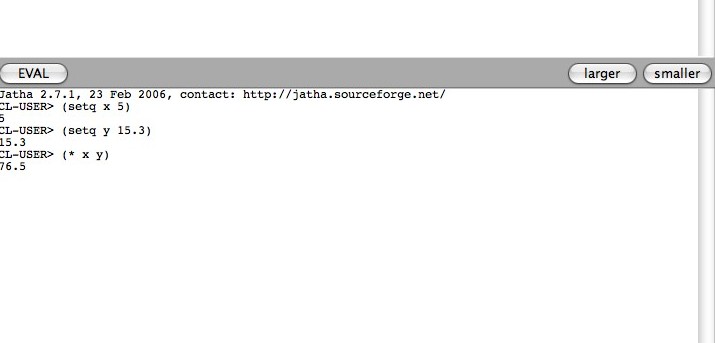 EVAL larger smaller
Jatha 2.7.1, 23 Feb 2006, contact: http://jatha.sourceforge.net/
CL-USER> (setq x 5)
5
CL-USER> (setq y 15.3)
15.3
CL-USER> (* x y)
76.5